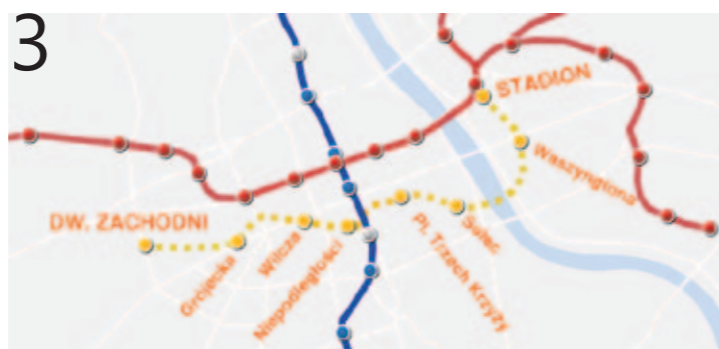 3
STADION
Waszyngtona
DW. ZACHODNI
Grójecka
Wilcza
Niepodległości
Pl. Trzech Krzyży
Solec